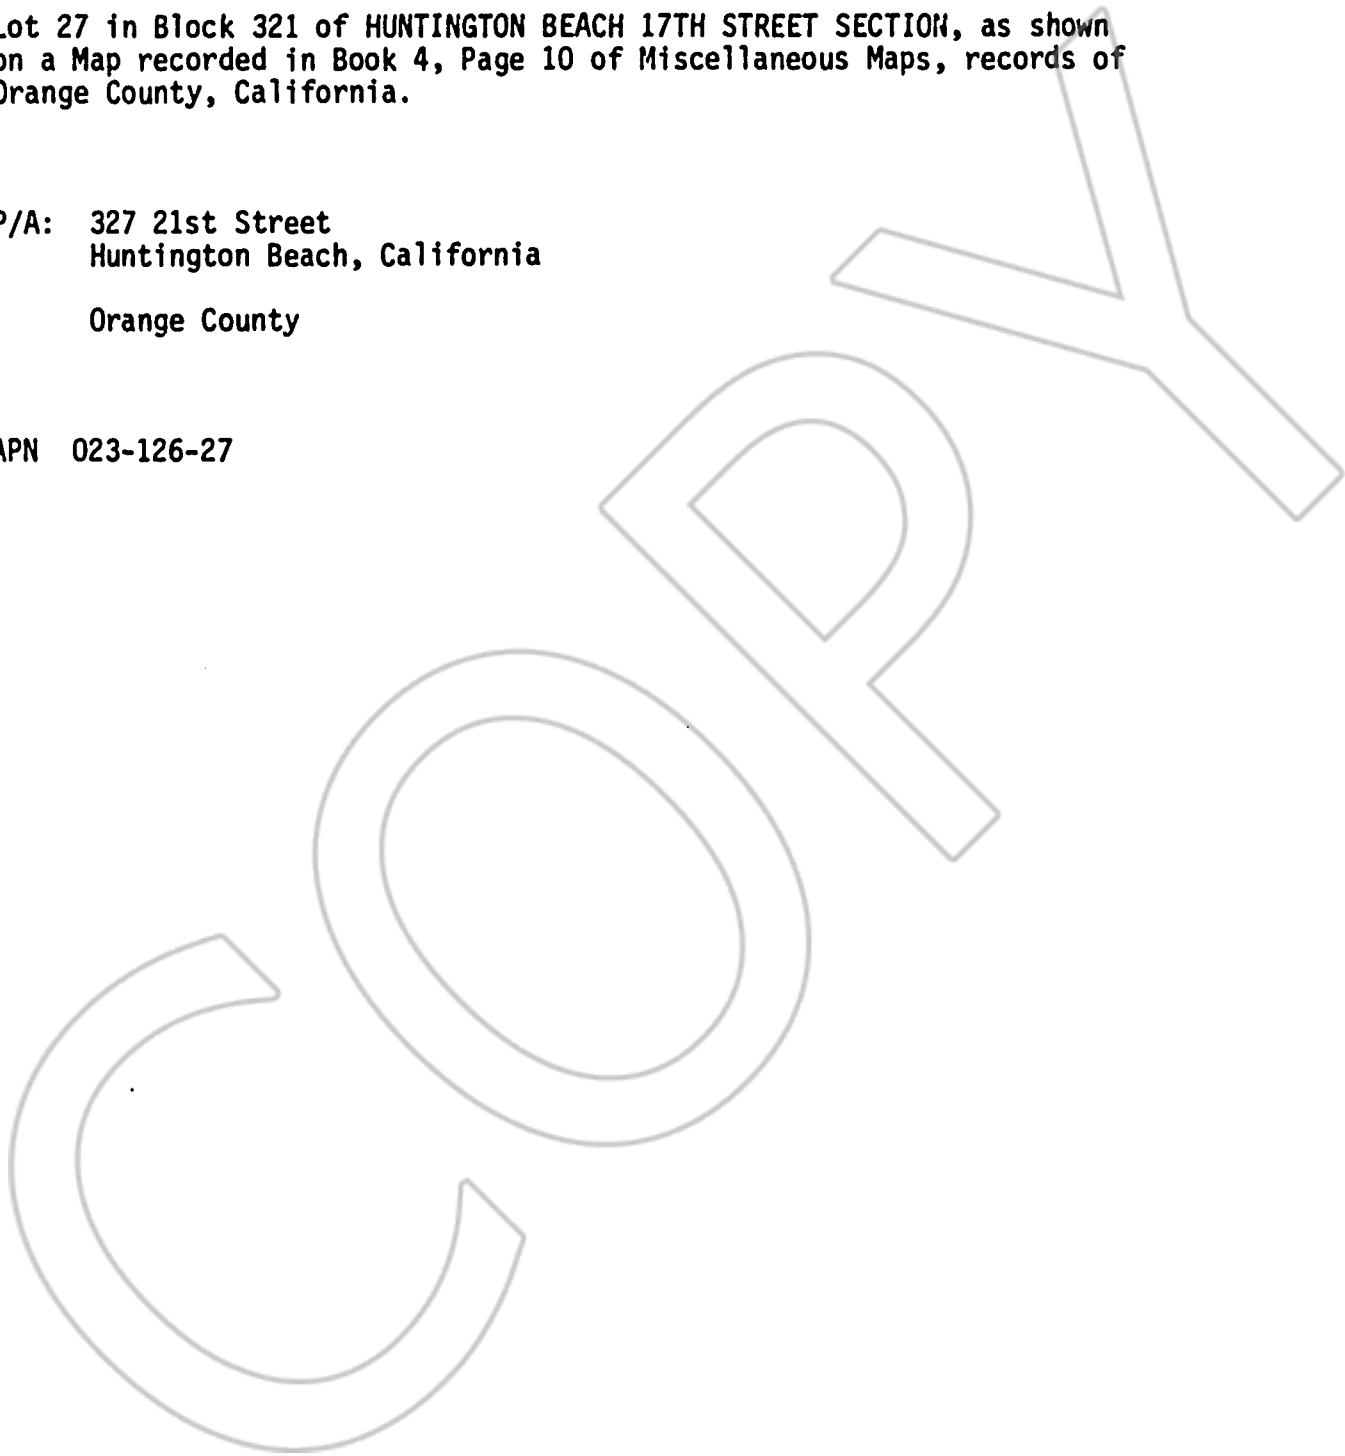 Lot 27 in Block 321 of HUNTINGTON BEACH 17TH STREET SECTION, as shown
on a Map recorded in Book 4, Page 10 of Miscellaneous Maps, records of
Orange County, California.
P/A: 327 21st Street
Huntington Beach, California
Orange County
APN 023-126-27
COPY